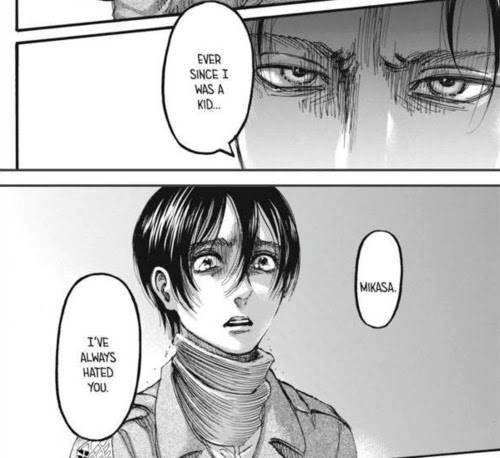 EVER
SINCE I
WAS A
KID...
MIKASA.
I'VE
ALWAYS
HATED
YOU.